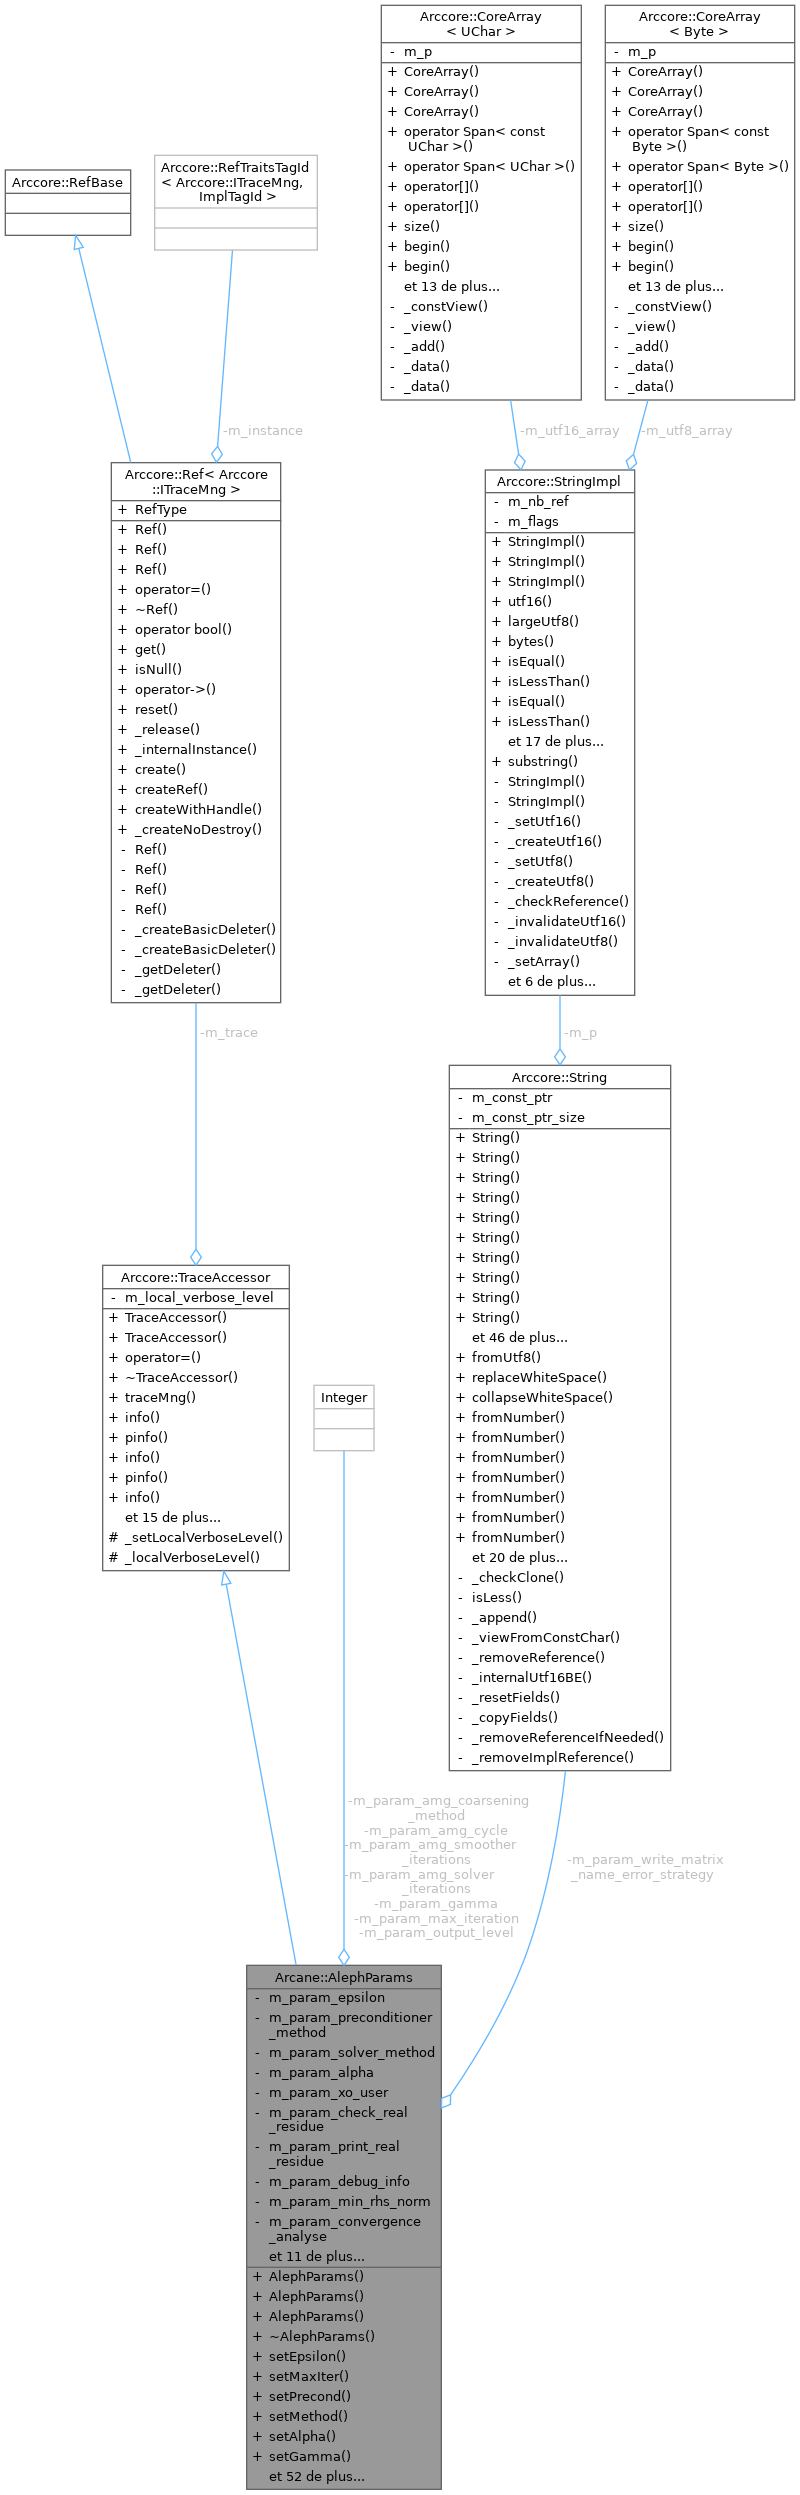 Arccore::CoreArray
< UChar >
- m_p
+ CoreArray()
+ CoreArray()
+ CoreArray()
+ operator Span< const
UChar >()
+ operator Span< UChar >()
+ operator[]()
+ operator[]()
+ size()
+ begin()
+ begin()
et 13 de plus...
- _constView()
- _view()
- _add()
- _data()
- _data()
Arccore::CoreArray
< Byte >
- m_p
+ CoreArray()
+ CoreArray()
+ CoreArray()
+ operator Span< const
Byte >()
+ operator Span< Byte >()
+ operator[]()
+ operator[]()
+ size()
+ begin()
+ begin()
et 13 de plus...
- _constView()
- _view()
- _add()
- _data()
- _data()
Arccore::RefBase
Arccore::RefTraitsTagId
< Arccore::ITraceMng,
ImplTagId >
-m_instance
-m_utf16_array
-m_utf8_array
Arccore::Ref< Arccore
::ITraceMng >
+ RefType
+ Ref()
+ Ref()
+ Ref()
+ operator=()
+ ~Ref()
+ operator bool()
+ get()
+ isNull()
+ operator->()
+ reset()
+ _release()
+ _internalInstance()
+ create()
+ createRef()
+ createWithHandle()
+ _createNoDestroy()
- Ref()
- Ref()
- Ref()
- Ref()
- _createBasicDeleter()
- _createBasicDeleter()
- _getDeleter()
- _getDeleter()
Arccore::StringImpl
- m_nb_ref
- m_flags
+ StringImpl()
+ StringImpl()
+ StringImpl()
+ utf16()
+ largeUtf8()
+ bytes()
+ isEqual()
+ isLessThan()
+ isEqual()
+ isLessThan()
et 17 de plus...
+ substring()
- StringImpl()
- StringImpl()
- _setUtf16()
- _createUtf16()
- _setUtf8()
- _createUtf8()
- _checkReference()
- _invalidateUtf16()
- _invalidateUtf8()
- _setArray()
et 6 de plus...
-m_trace
-m_p
Arccore::String
- m_const_ptr
- m_const_ptr_size
+ String()
+ String()
+ String()
+ String()
+ String()
+ String()
+ String()
+ String()
+ String()
+ String()
et 46 de plus...
+ fromUtf8()
+ replaceWhiteSpace()
+ collapseWhiteSpace()
+ fromNumber()
+ fromNumber()
+ fromNumber()
+ fromNumber()
+ fromNumber()
+ fromNumber()
+ fromNumber()
et 20 de plus...
- _checkClone()
- isLess()
- _append()
- _viewFromConstChar()
- _removeReference()
- _internalUtf16BE()
- _resetFields()
- _copyFields()
- _removeReferenceIfNeeded()
- _removeImplReference()
Arccore::TraceAccessor
- m_local_verbose_level
+ TraceAccessor()
+ TraceAccessor()
+ operator=()
+ ~TraceAccessor()
+ traceMng()
+ info()
+ pinfo()
+ info()
+ pinfo()
+ info()
et 15 de plus...
# _setLocalVerboseLevel()
# _localVerboseLevel()
Integer
-m_param_amg_coarsening
_method
-m_param_amg_cycle
-m_param_amg_smoother
_iterations
-m_param_amg_solver
_iterations
-m_param_gamma
-m_param_max_iteration
-m_param_output_level
-m_param_write_matrix
_name_error_strategy
Arcane::AlephParams
- m_param_epsilon
- m_param_preconditioner
_method
- m_param_solver_method
- m_param_alpha
- m_param_xo_user
- m_param_check_real
_residue
- m_param_print_real
_residue
- m_param_debug_info
- m_param_min_rhs_norm
- m_param_convergence
_analyse
et 11 de plus...
+ AlephParams()
+ AlephParams()
+ AlephParams()
+ ~AlephParams()
+ setEpsilon()
+ setMaxIter()
+ setPrecond()
+ setMethod()
+ setAlpha()
+ setGamma()
et 52 de plus...